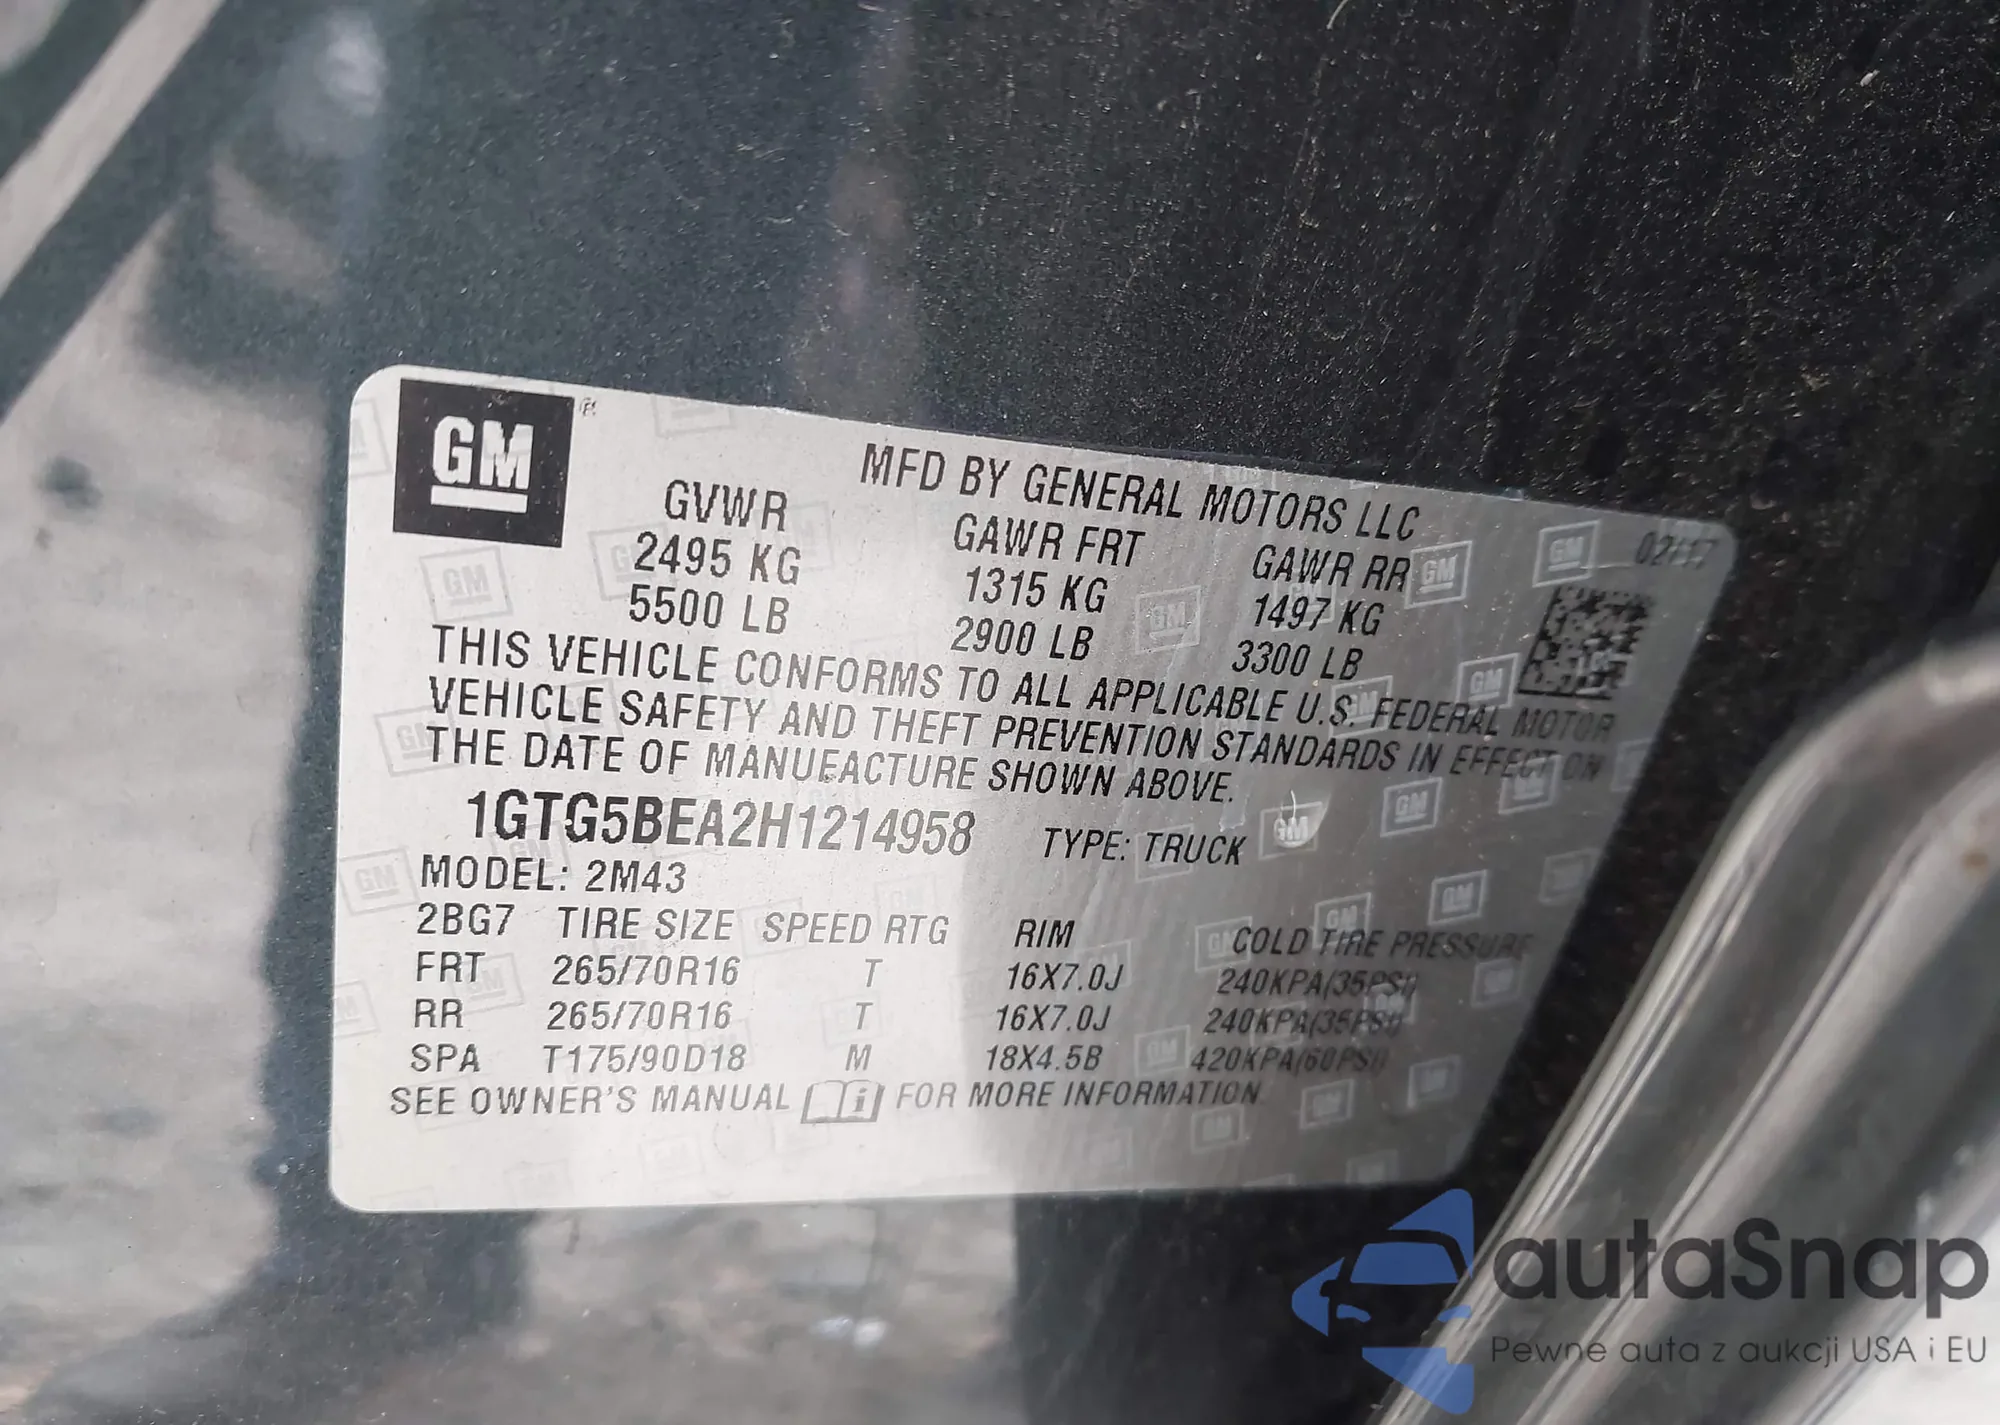 GM
MFD BY GENERAL MOTORS LLC
02/17
GVWR GAWR FRT GAWR RR
2495 KG 1315 KG 1497 KG
5500 LB 2900 LB 3300 LB
THIS VEHICLE CONFORMS TO ALL APPLICABLE U.S. FEDERAL MOTOR
VEHICLE SAFETY AND THEFT PREVENTION STANDARDS IN EFFECT ON
THE DATE OF MANUFACTURE SHOWN ABOVE.
1GTG5BEA2H1214958 TYPE: TRUCK
MODEL: 2M43
2BG7 TIRE SIZE SPEED RTG RIM COLD TIRE PRESSURE
FRT 265/70R16 T 16X7.0J 240KPA(35PSI)
RR 265/70R16 T 16X7.0J 240KPA(35PSI)
SPA T175/90D18 M 18X4.5B 420KPA(60PSI)
SEE OWNER'S MANUAL i FOR MORE INFORMATION
autaSnap
Pewne auta z aukcji USA i EU